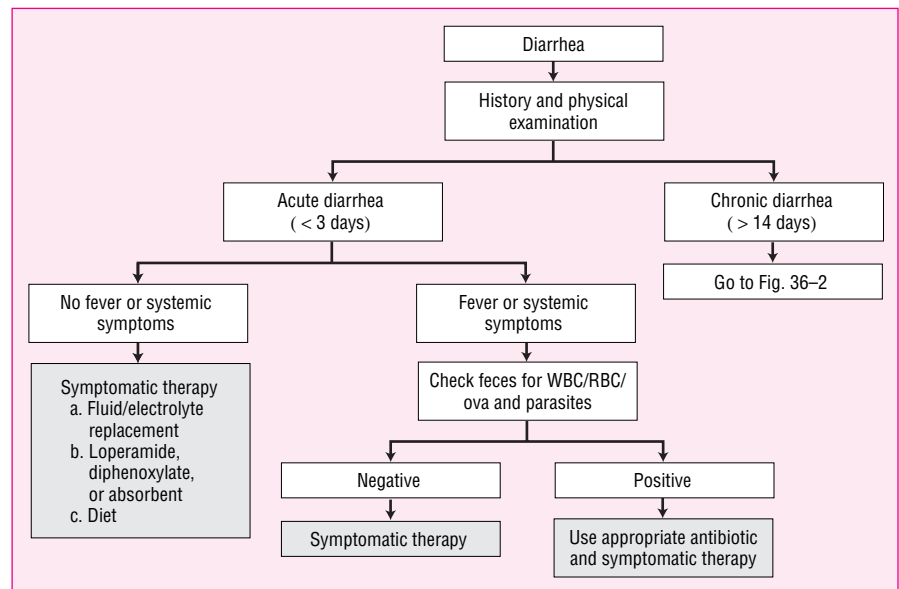 Diarrhea
History and physical
examination
Acute diarrhea
( < 3 days)
Chronic diarrhea
( > 14 days)
Go to Fig. 36–2
No fever or systemic
symptoms
Fever or systemic
symptoms
Symptomatic therapy
a. Fluid/electrolyte
replacement
b. Loperamide,
diphenoxylate,
or absorbent
c. Diet
Check feces for WBC/RBC/
ova and parasites
Negative
Positive
Symptomatic therapy
Use appropriate antibiotic
and symptomatic therapy